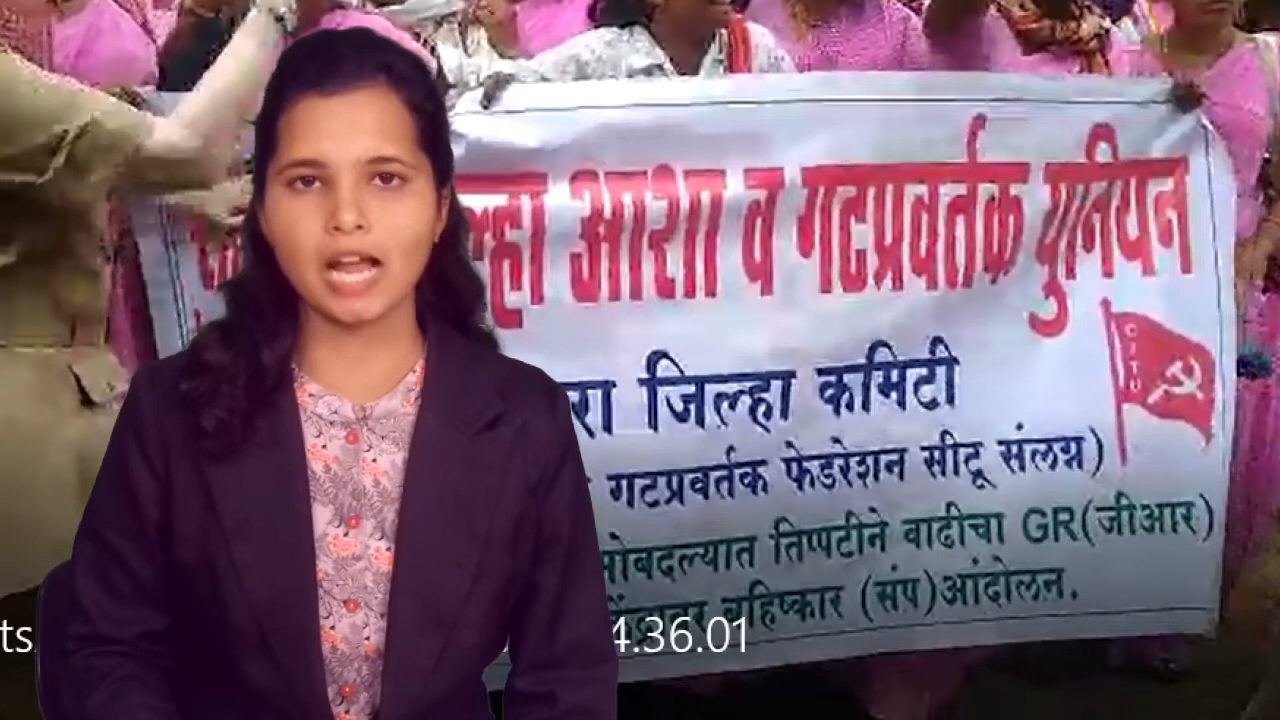 आशा व गटप्रवर्तक युनियन
CITU
जिल्हा कमिटी
गटप्रवर्तक फेडरेशन सीटू संलग्न)
तिप्पटीने वाढीचा GR(जीआर)
बहिष्कार (संप)आंदोलन.
4.36.01